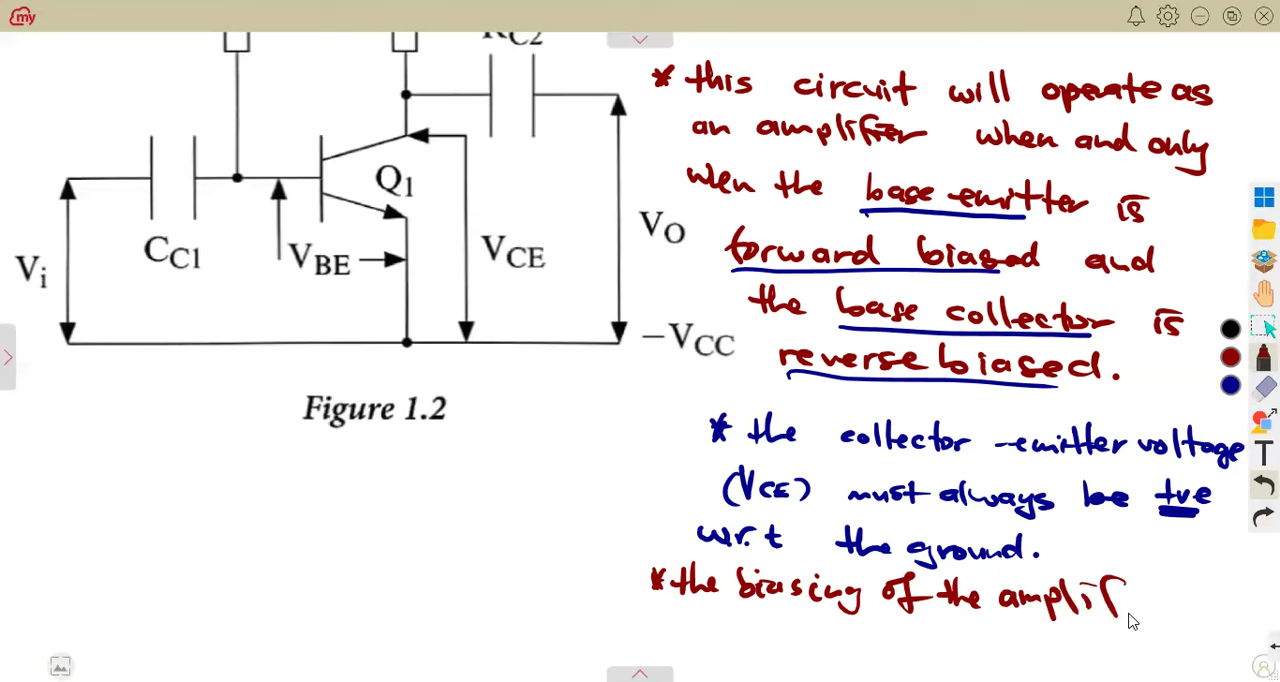 my
RC2
Q1
CC1
VBE
VCE
VO
Vi
−VCC
Figure 1.2
* this circuit will operate as
an amplifier when and only
when the base emitter is
forward biased and
the base collector is
reverse biased.
* the collector-emitter voltage
(VCE) must always be +ve
w.r.t the ground.
* the biasing of the amplif
T